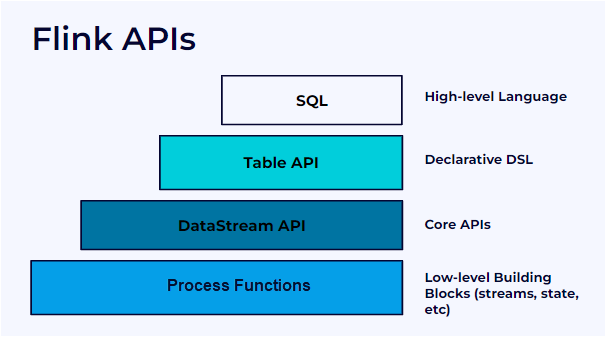 Flink APIs
SQL
High-level Language
Table API
Declarative DSL
DataStream API
Core APIs
Process Functions
Low-level Building
Blocks (streams, state,
etc)